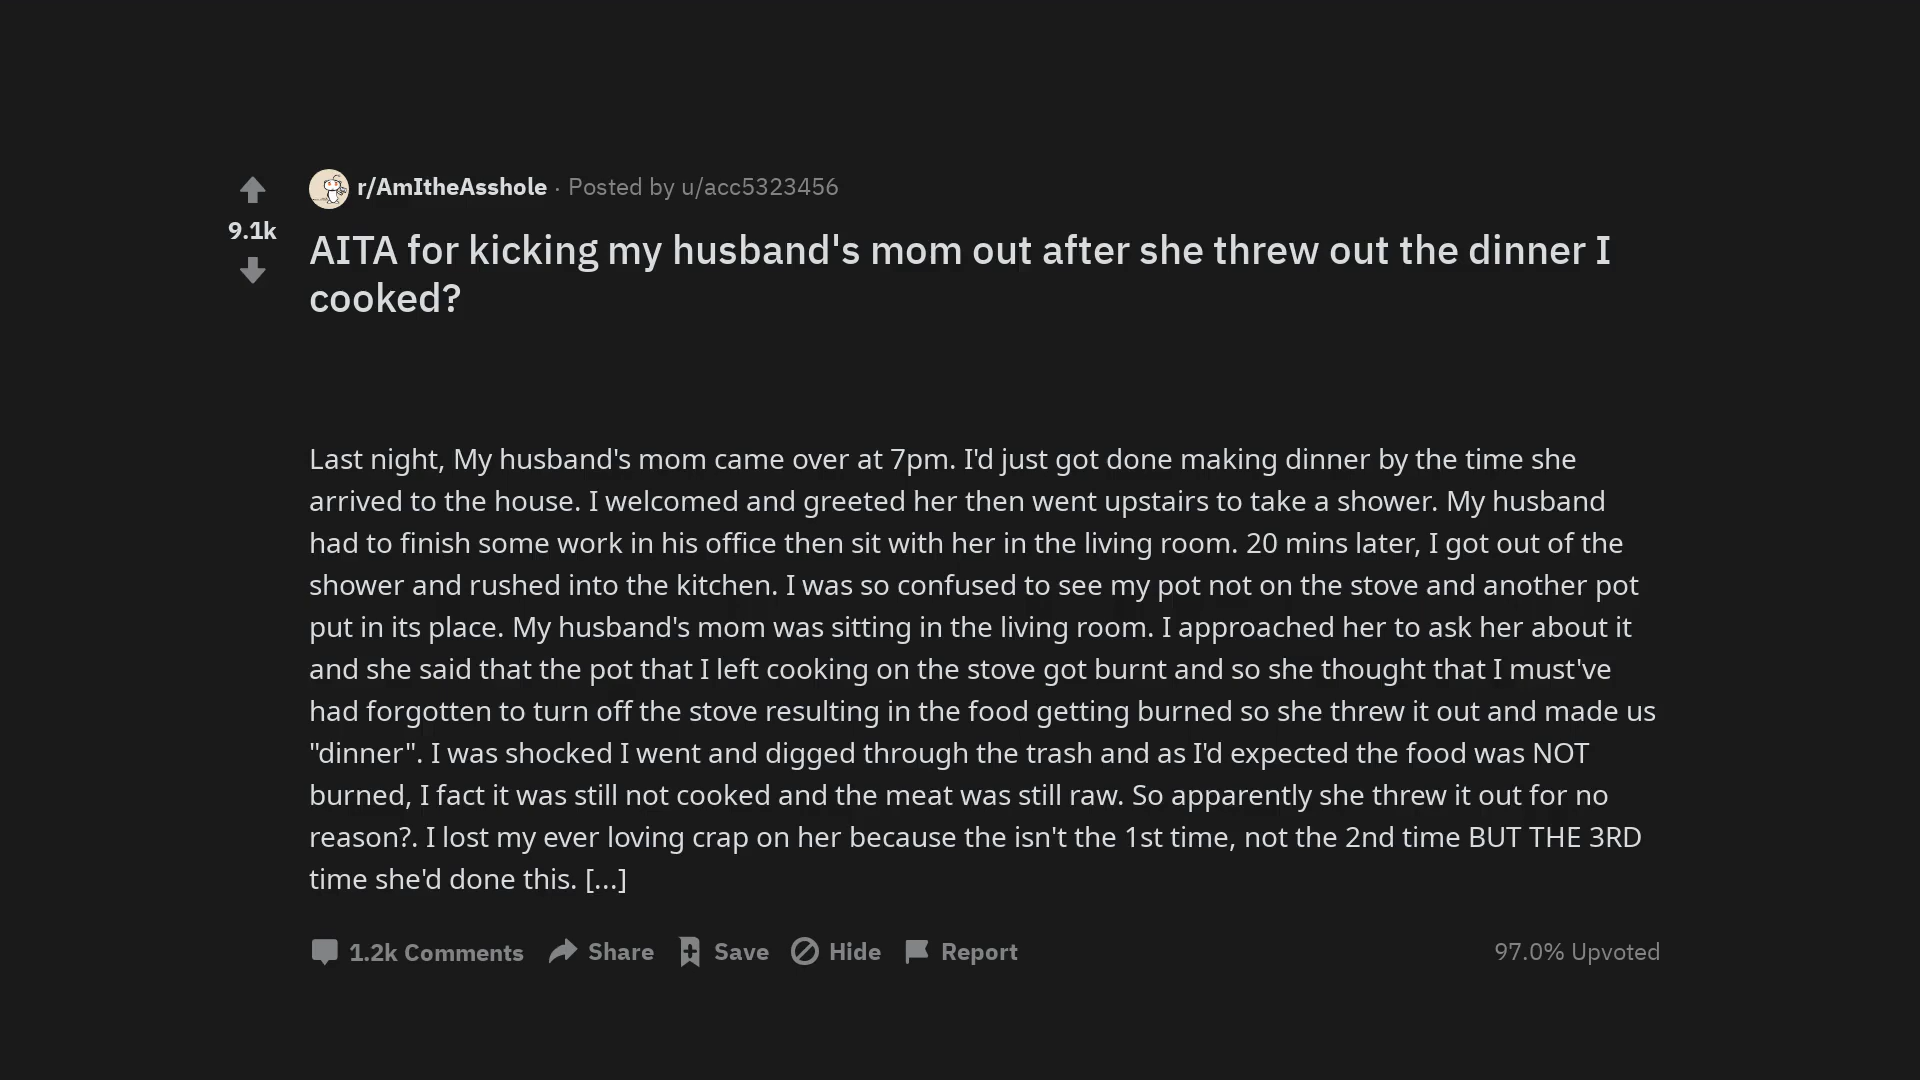 r/AmItheAsshole · Posted by u/acc5323456
9.1k
AITA for kicking my husband's mom out after she threw out the dinner I
cooked?
Last night, My husband's mom came over at 7pm. I'd just got done making dinner by the time she
arrived to the house. I welcomed and greeted her then went upstairs to take a shower. My husband
had to finish some work in his office then sit with her in the living room. 20 mins later, I got out of the
shower and rushed into the kitchen. I was so confused to see my pot not on the stove and another pot
put in its place. My husband's mom was sitting in the living room. I approached her to ask her about it
and she said that the pot that I left cooking on the stove got burnt and so she thought that I must've
had forgotten to turn off the stove resulting in the food getting burned so she threw it out and made us
"dinner". I was shocked I went and digged through the trash and as I'd expected the food was NOT
burned, I fact it was still not cooked and the meat was still raw. So apparently she threw it out for no
reason?. I lost my ever loving crap on her because the isn't the 1st time, not the 2nd time BUT THE 3RD
time she'd done this. [...]
1.2k Comments Share Save Hide Report 97.0% Upvoted